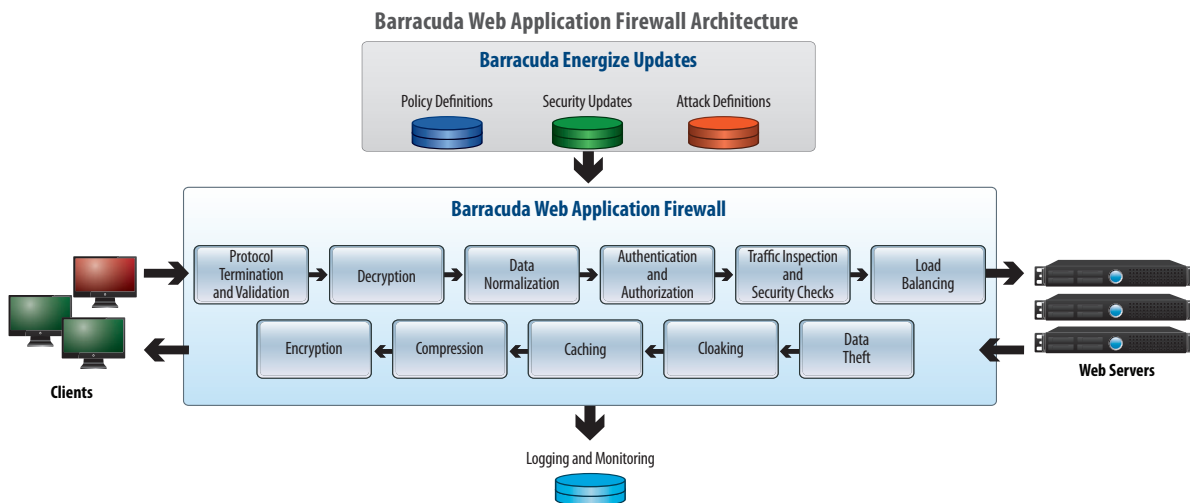 Barracuda Web Application Firewall Architecture
Barracuda Energize Updates
Policy Definitions
Security Updates
Attack Definitions
Barracuda Web Application Firewall
Protocol
Termination
and Validation
Decryption
Data
Normalization
Authentication
and
Authorization
Traffic Inspection
and
Security Checks
Load
Balancing
Encryption
Compression
Caching
Cloaking
Data
Theft
Clients
Web Servers
Logging and Monitoring